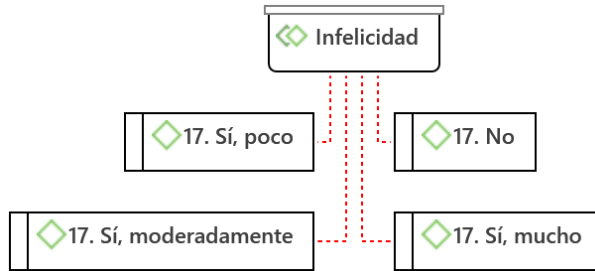 Infelicidad
17. Sí, poco
17. No
17. Sí, moderadamente
17. Sí, mucho